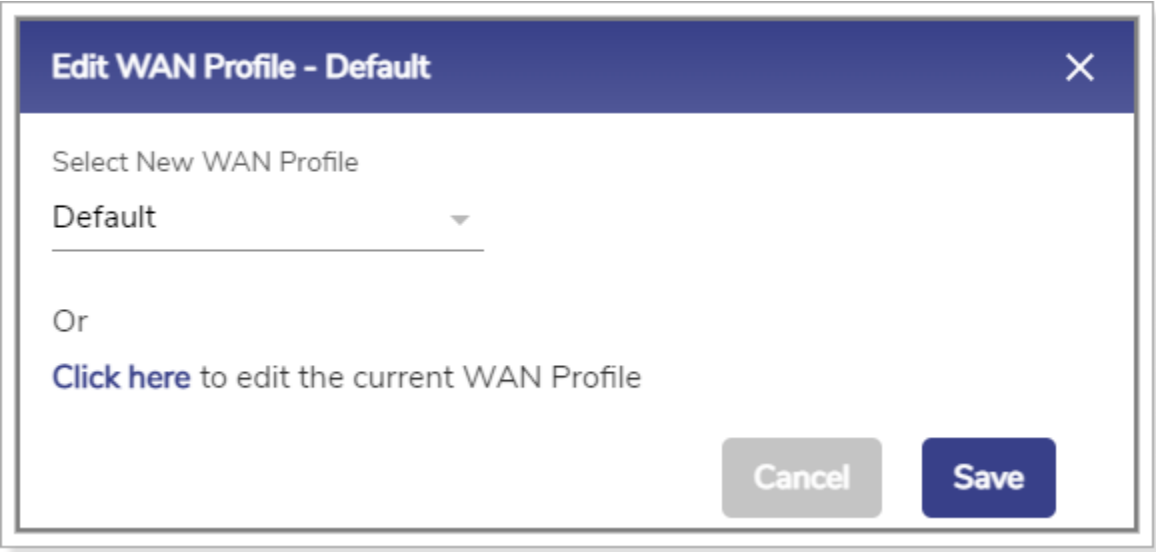 Edit WAN Profile - Default
Select New WAN Profile
Default
Or
Click here to edit the current WAN Profile
Cancel Save